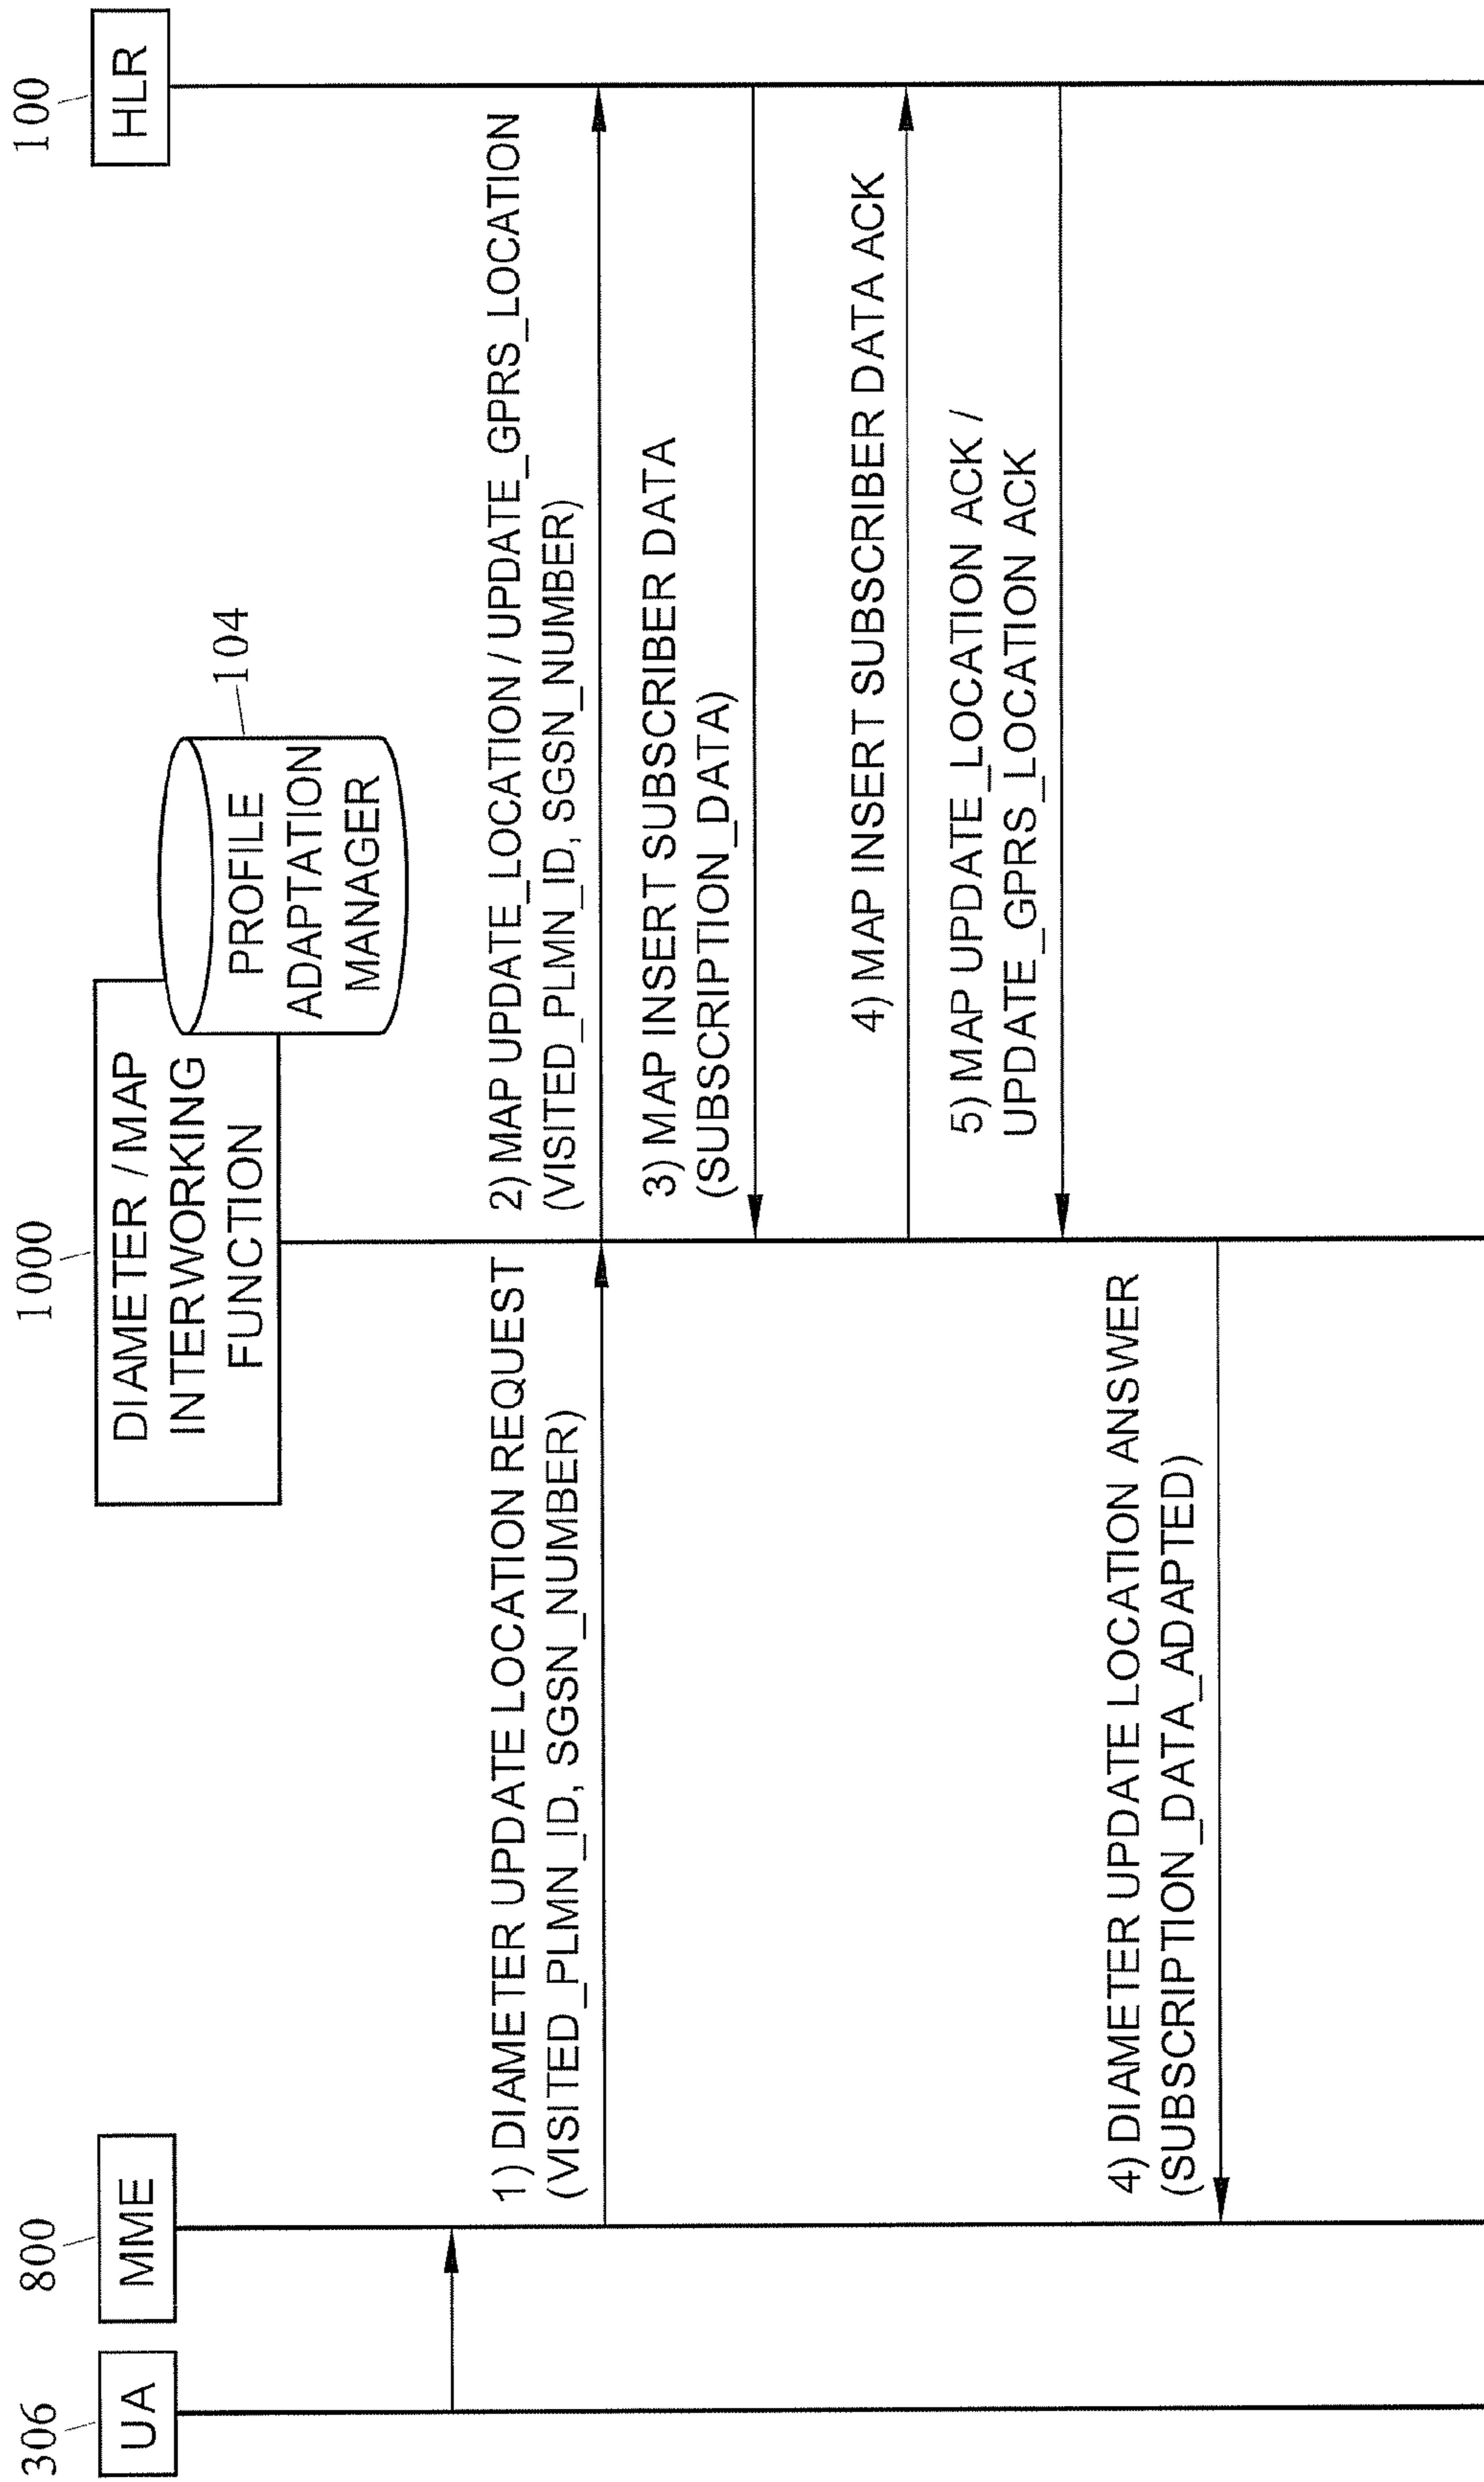 306
800
1000
104
100
UA
MME
DIAMETER / MAP
INTERWORKING
FUNCTION
PROFILE
ADAPTATION
MANAGER
HLR
1) DIAMETER UPDATE LOCATION REQUEST
(VISITED_PLMN_ID, SGSN_NUMBER)
2) MAP UPDATE_LOCATION / UPDATE_GPRS_LOCATION
(VISITED_PLMN_ID, SGSN_NUMBER)
3) MAP INSERT SUBSCRIBER DATA
(SUBSCRIPTION_DATA)
4) MAP INSERT SUBSCRIBER DATA ACK
5) MAP UPDATE_LOCATION ACK /
UPDATE_GPRS_LOCATION ACK
4) DIAMETER UPDATE LOCATION ANSWER
(SUBSCRIPTION_DATA_ADAPTED)